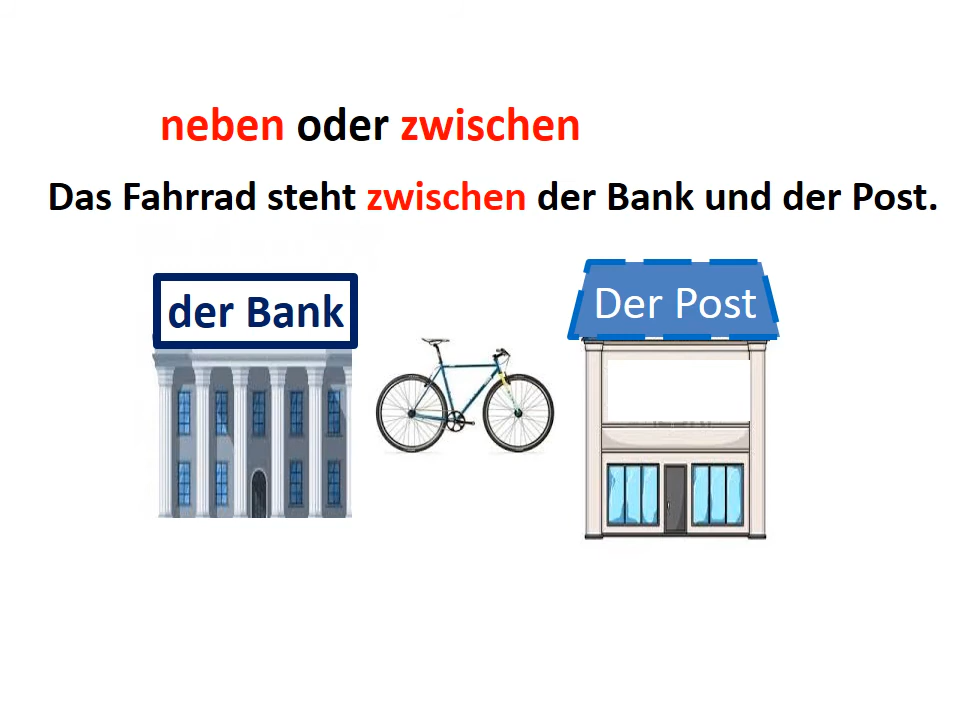 neben oder zwischen
Das Fahrrad steht zwischen der Bank und der Post.
der Bank
Der Post